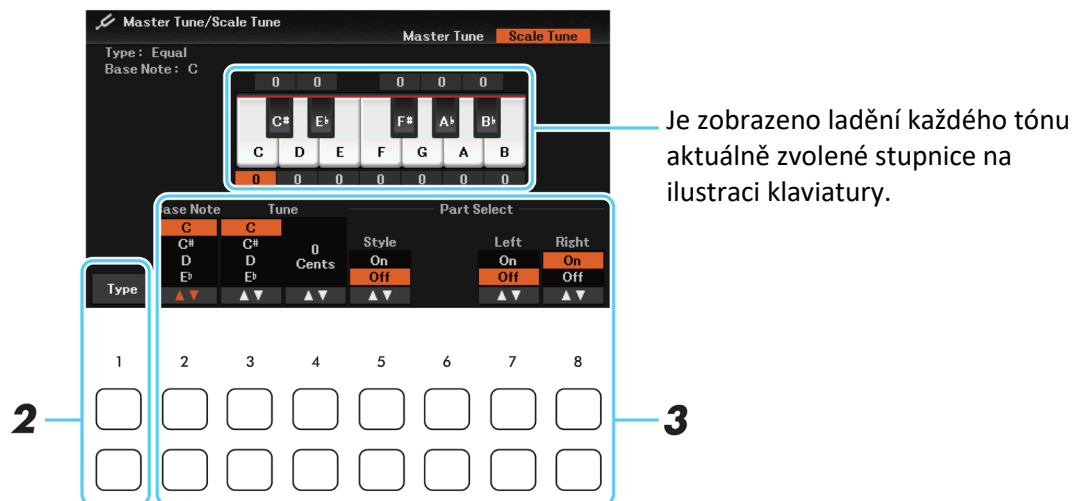 Master Tune/Scale Tune
Master Tune Scale Tune
Type: Equal
Base Note: C
0 0 0 0 0
C# E♭ F# A♭ B♭
C D E F G A B
0 0 0 0 0 0 0
Je zobrazeno ladění každého tónu
aktuálně zvolené stupnice na
ilustraci klaviatury.
Base Note Tune Part Select
C C
C# C# 0 Style Left Right
D D Cents On On On
E♭ E♭ Off Off Off
Type ▲▼ ▲▼ ▲▼ ▲▼ ▲▼ ▲▼
1 2 3 4 5 6 7 8
2 3